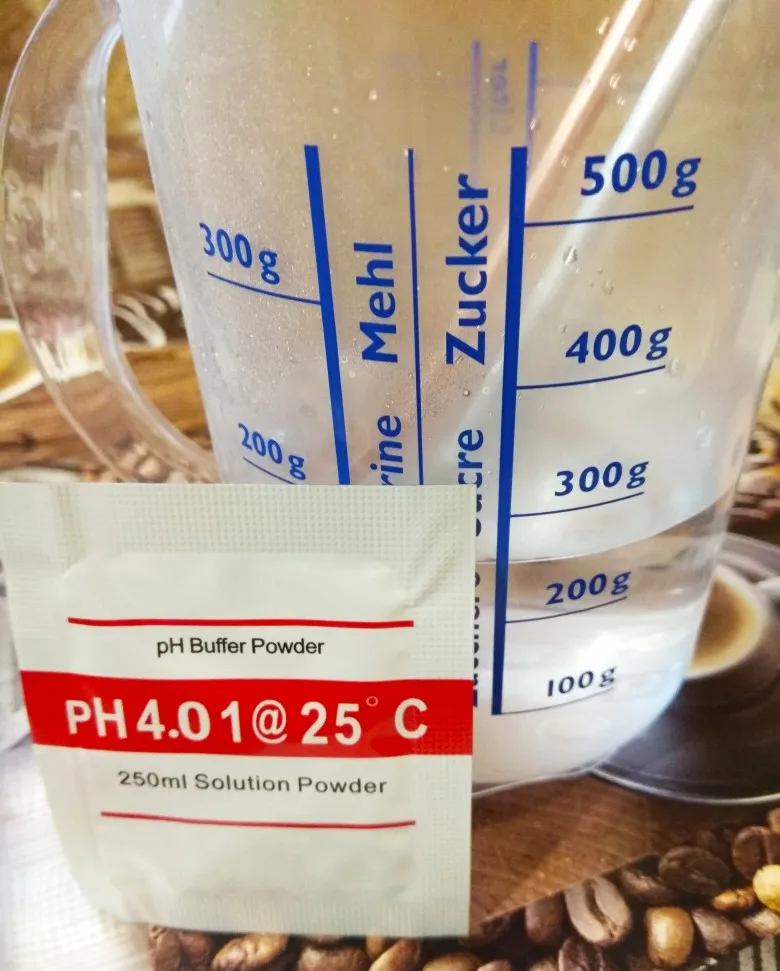 500g
400g
300g
200g
100g
300g
200g
Mehl
Zucker
pH Buffer Powder
PH 4.01@ 25°C
250ml Solution Powder